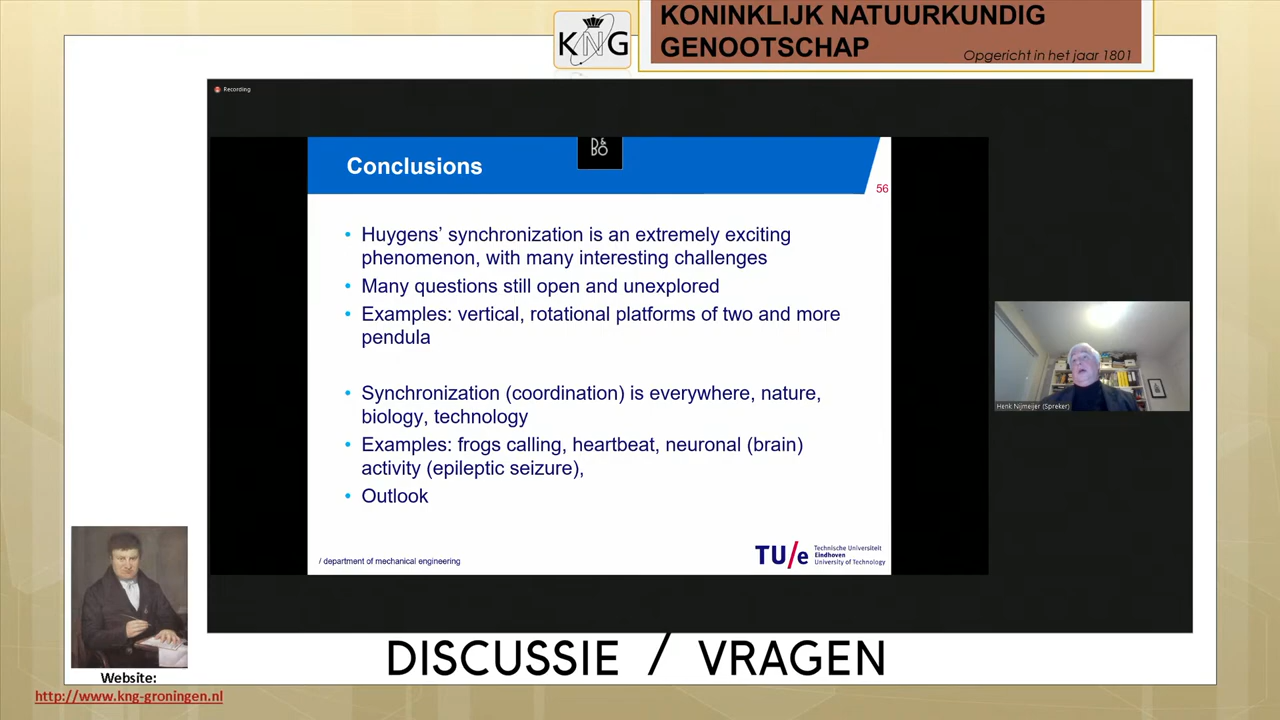 KNG
KONINKLIJK NATUURKUNDIG
GENOOTSCHAP
Opgericht in het jaar 1801
Recording
D&
BO
Conclusions
56
• Huygens’ synchronization is an extremely exciting
phenomenon, with many interesting challenges
• Many questions still open and unexplored
• Examples: vertical, rotational platforms of two and more
pendula
• Synchronization (coordination) is everywhere, nature,
biology, technology
• Examples: frogs calling, heartbeat, neuronal (brain)
activity (epileptic seizure),
• Outlook
/ department of mechanical engineering
TU/e
Technische Universiteit
Eindhoven
University of Technology
Henk Nijmeijer (Spreker)
DISCUSSIE / VRAGEN
Website:
http://www.kng-groningen.nl